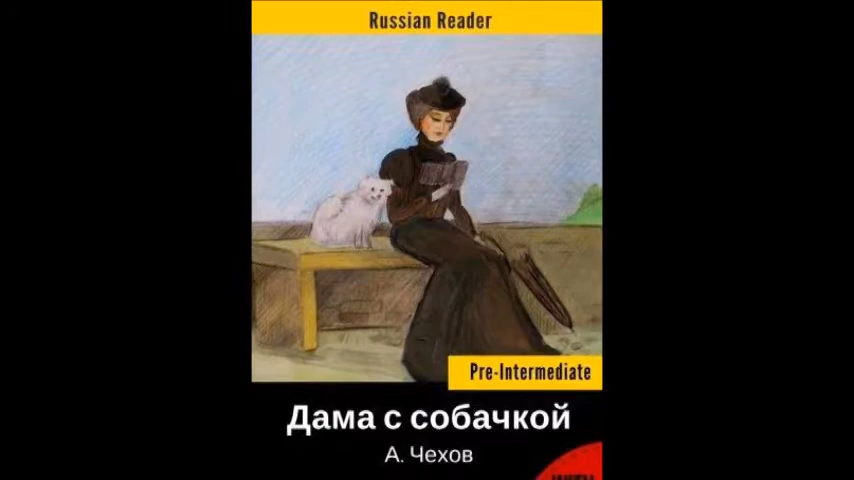 Russian Reader
Pre-Intermediate
Дама с собачкой
А. Чехов